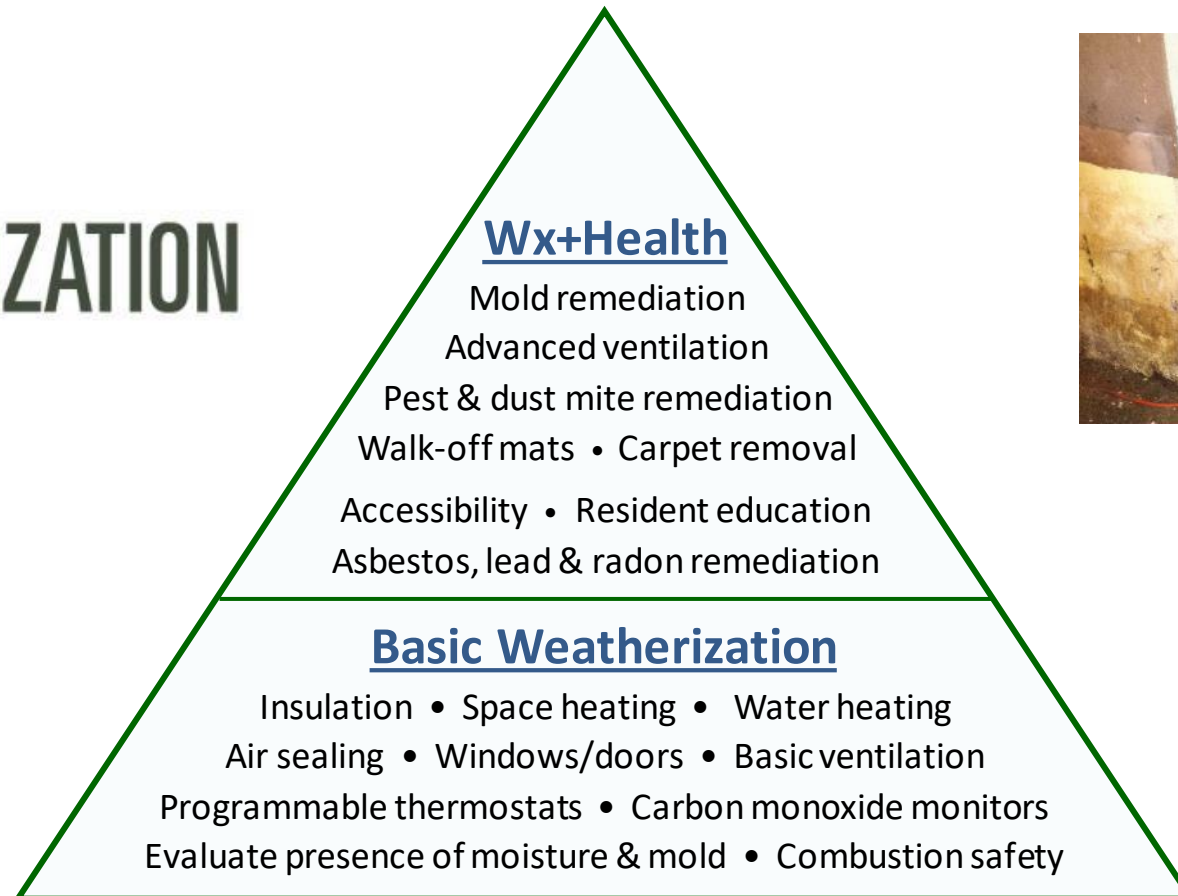 ZATION
Wx+Health
Mold remediation
Advanced ventilation
Pest & dust mite remediation
Walk-off mats • Carpet removal
Accessibility • Resident education
Asbestos, lead & radon remediation
Basic Weatherization
Insulation • Space heating • Water heating
Air sealing • Windows/doors • Basic ventilation
Programmable thermostats • Carbon monoxide monitors
Evaluate presence of moisture & mold • Combustion safety